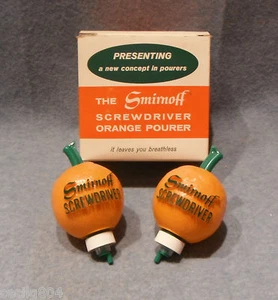 PRESENTING
a new concept in pourers
THE Smirnoff
SCREWDRIVER
ORANGE POURER
it leaves you breathless
Smirnoff
SCREWDRIVER
Smirnoff
SCREWDRIVER